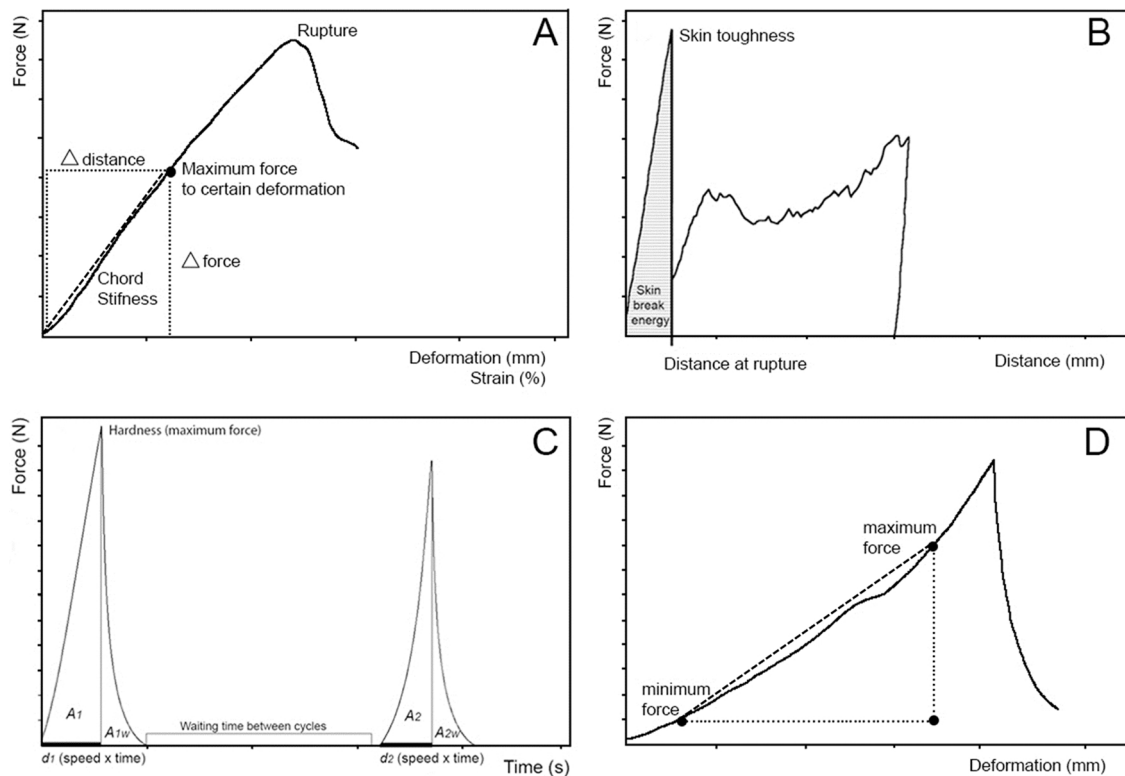 A
Force (N)
Rupture
△ distance
Maximum force
to certain deformation
△ force
Chord
Stifness
Deformation (mm)
Strain (%)
B
Force (N)
Skin toughness
Skin
break
energy
Distance at rupture
Distance (mm)
C
Force (N)
Hardness (maximum force)
A1
A1w
Waiting time between cycles
A2
A2w
d1 (speed x time)
d2 (speed x time)
Time (s)
D
Force (N)
maximum
force
minimum
force
Deformation (mm)